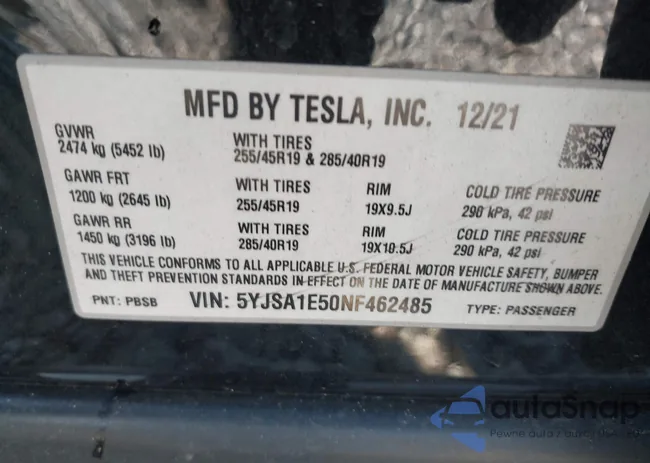 MFD BY TESLA, INC. 12/21
GVWR
2474 kg (5452 lb)
WITH TIRES
255/45R19 & 285/40R19
GAWR FRT
1200 kg (2645 lb)
WITH TIRES
255/45R19
RIM
19X9.5J
COLD TIRE PRESSURE
290 kPa, 42 psi
GAWR RR
1450 kg (3196 lb)
WITH TIRES
285/40R19
RIM
19X10.5J
COLD TIRE PRESSURE
290 kPa, 42 psi
THIS VEHICLE CONFORMS TO ALL APPLICABLE U.S. FEDERAL MOTOR VEHICLE SAFETY, BUMPER
AND THEFT PREVENTION STANDARDS IN EFFECT ON THE DATE OF MANUFACTURE SHOWN ABOVE.
PNT: PBSB
VIN: 5YJSA1E50NF462485
TYPE: PASSENGER
autaSnap
Pewne auta z